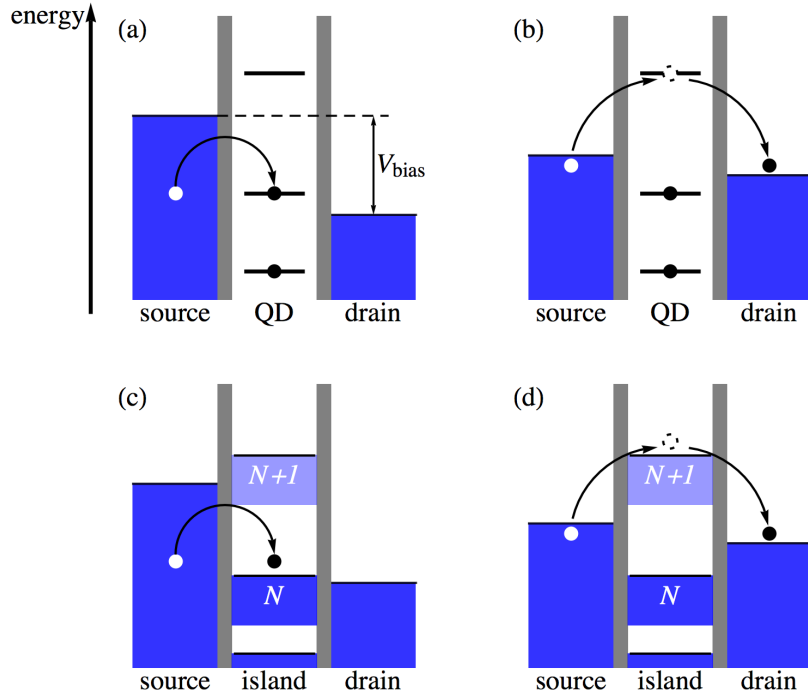 energy
(a)
V_bias
source QD drain
(b)
source QD drain
(c)
N+1
N
source island drain
(d)
N+1
N
source island drain